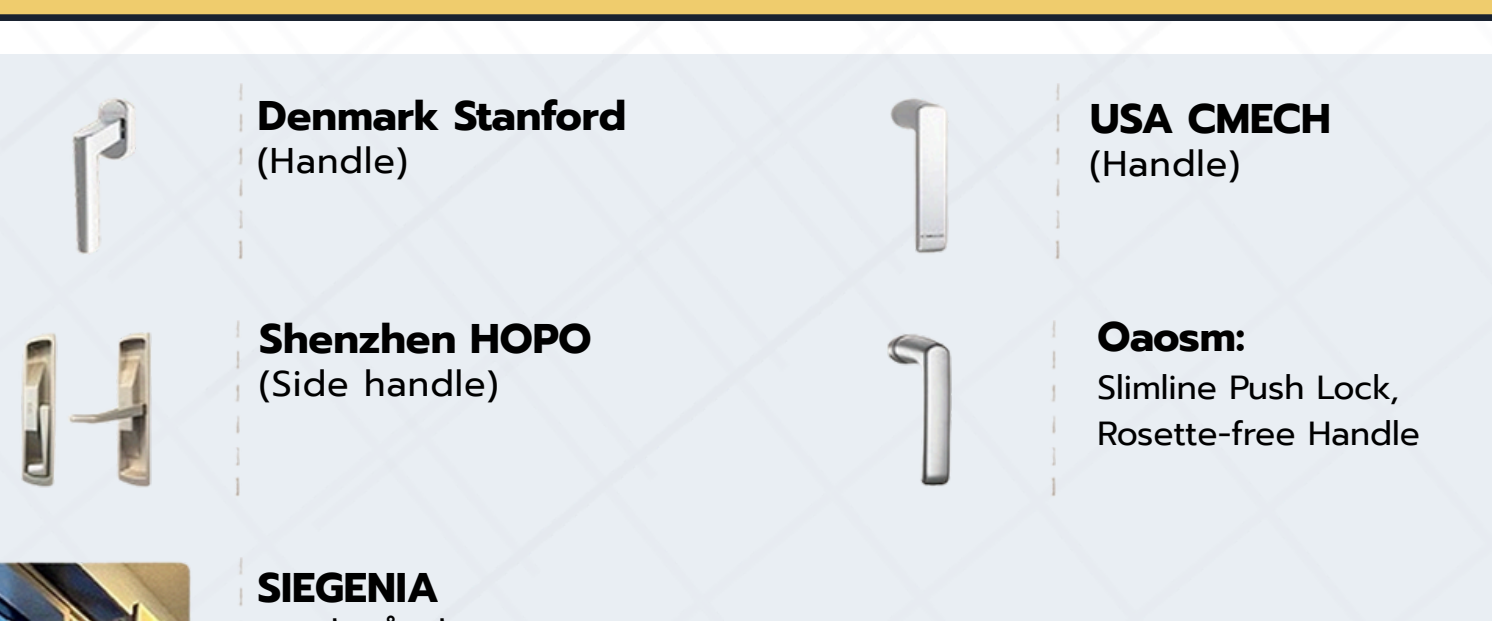 Denmark Stanford
(Handle)
USA CMECH
(Handle)
Shenzhen HOPO
(Side handle)
Oaosm:
Slimline Push Lock,
Rosette-free Handle
SIEGENIA